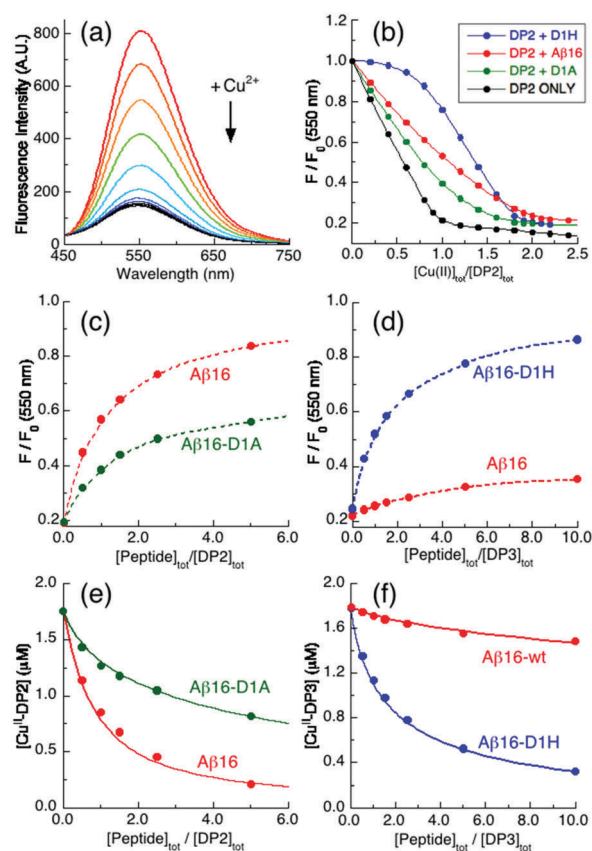 (a)
Fluorescence Intensity (A.U.)
800
600
400
200
0
+Cu²⁺
450
550
650
750
Wavelength (nm)
(b)
F / F₀ (550 nm)
1.2
1.0
0.8
0.6
0.4
0.2
DP2 + D1H
DP2 + Aβ16
DP2 + D1A
DP2 ONLY
0.0
0.5
1.0
1.5
2.0
2.5
[Cu(II)]tot/[DP2]tot
(c)
F / F₀ (550 nm)
1.0
0.8
0.6
0.4
0.2
Aβ16
Aβ16-D1A
0.0
2.0
4.0
6.0
[Peptide]tot/[DP2]tot
(d)
F / F₀ (550 nm)
1.0
0.8
0.6
0.4
0.2
Aβ16-D1H
Aβ16
0.0
2.0
4.0
6.0
8.0
10.0
[Peptide]tot/[DP3]tot
(e)
[Cuᴵᴵ-DP2] (µM)
2.0
1.5
1.0
0.5
0.0
Aβ16-D1A
Aβ16
0.0
2.0
4.0
6.0
[Peptide]tot / [DP2]tot
(f)
[Cuᴵᴵ-DP3] (µM)
2.0
1.6
1.2
0.8
0.4
0.0
Aβ16-wt
Aβ16-D1H
0.0
2.0
4.0
6.0
8.0
10.0
[Peptide]tot / [DP3]tot